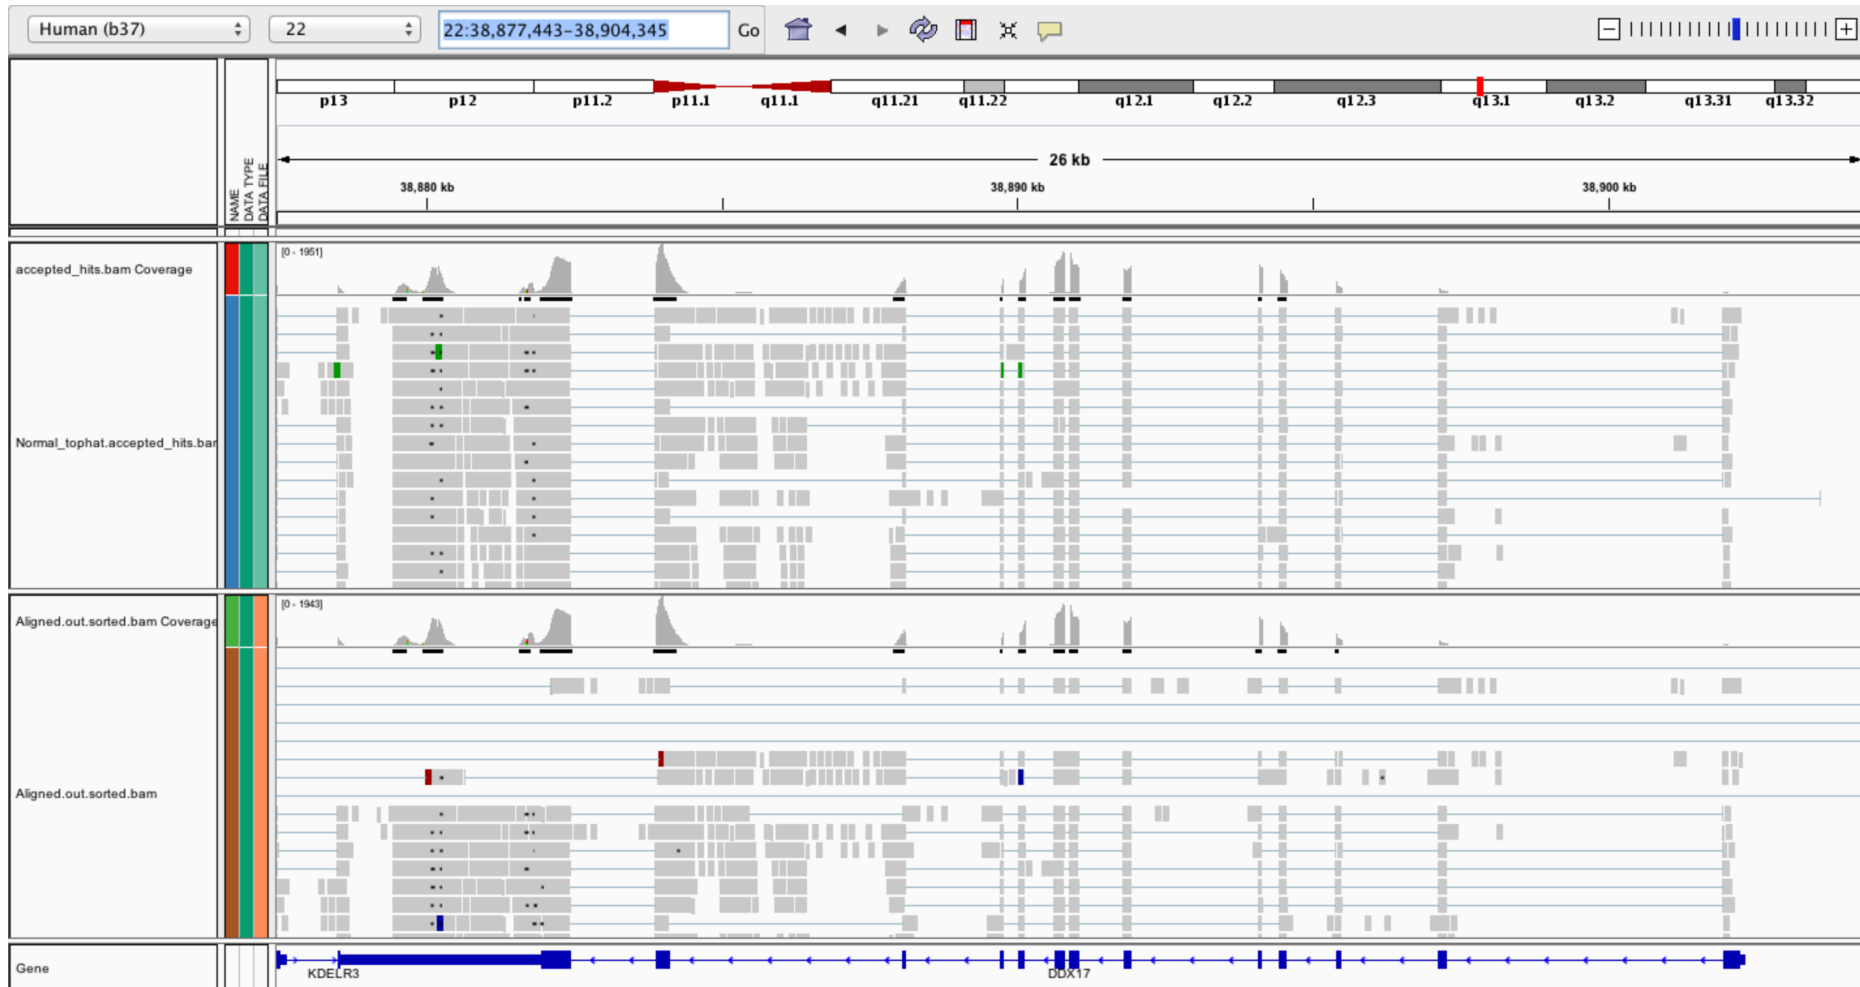 Human (b37) 22 22:38,877,443-38,904,345 Go
p13 p12 p11.2 p11.1 q11.1 q11.21 q11.22 q12.1 q12.2 q12.3 q13.1 q13.2 q13.31 q13.32
26 kb
NAME
DATA TYPE
DATA FILE
38,880 kb 38,890 kb 38,900 kb
[0 - 1951]
accepted_hits.bam Coverage
Normal_tophat.accepted_hits.bar
[0 - 1943]
Aligned.out.sorted.bam Coverage
Aligned.out.sorted.bam
Gene
KDELR3 DDX17